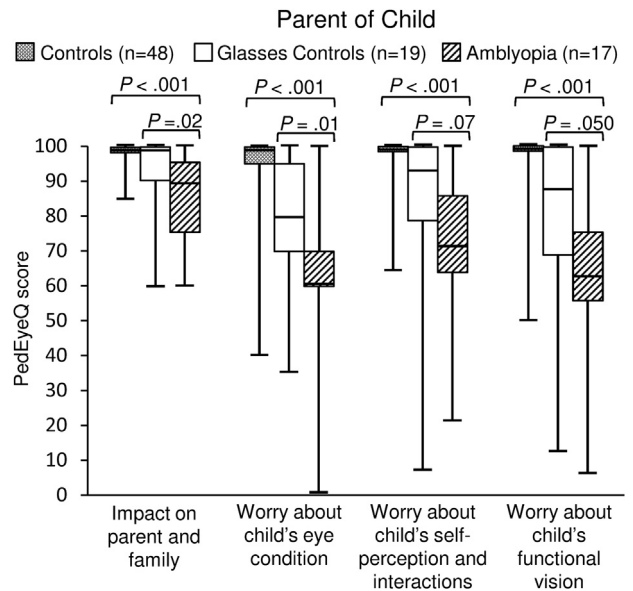 Parent of Child
Controls (n=48) Glasses Controls (n=19) Amblyopia (n=17)
P < .001 P < .001 P < .001 P < .001
P =.02 P = .01 P = .07 P = .050
100
90
80
70
60
50
40
30
20
10
0
PedEyeQ score
Impact on
parent and
family
Worry about
child's eye
condition
Worry about
child's self-
perception and
interactions
Worry about
child's
functional
vision